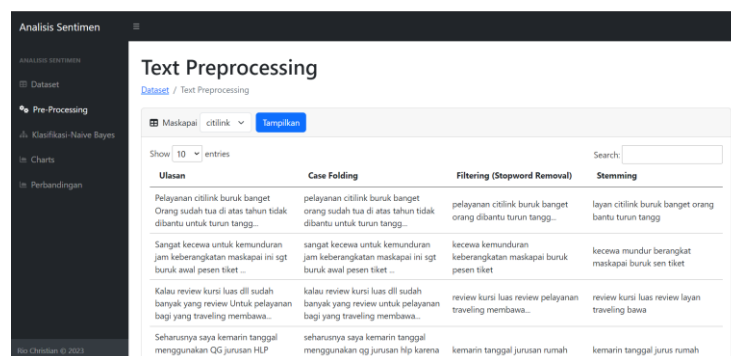 Analisis Sentimen
ANALISIS SENTIMEN
Dataset
Pre-Processing
Klasifikasi-Naive Bayes
Charts
Perbandingan
Rio Christian © 2023
Text Preprocessing
Dataset / Text Preprocessing
Maskapai citilink Tampilkan
Show 10 entries
Search:
Ulasan Case Folding Filtering (Stopword Removal) Stemming
Pelayanan citilink buruk banget
Orang sudah tua di atas tahun tidak
dibantu untuk turun tangg...
pelayanan citilink buruk banget
orang sudah tua di atas tahun tidak
dibantu untuk turun tangg...
pelayanan citilink buruk banget
orang dibantu turun tangg...
layan citilink buruk banget orang
bantu turun tangg
Sangat kecewa untuk kemunduran
jam keberangkatan maskapai ini sgt
buruk awal pesen tiket ...
sangat kecewa untuk kemunduran
jam keberangkatan maskapai ini sgt
buruk awal pesen tiket ...
kecewa kemunduran
keberangkatan maskapai buruk
pesen tiket
kecewa mundur berangkat
maskapai buruk sen tiket
Kalau review kursi luas dll sudah
banyak yang review Untuk pelayanan
bagi yang traveling membawa...
kalau review kursi luas dll sudah
banyak yang review untuk pelayanan
bagi yang traveling membawa...
review kursi luas review pelayanan
traveling membawa...
review kursi luas review layan
traveling bawa
Seharusnya saya kemarin tanggal
menggunakan QG jurusan HLP
seharusnya saya kemarin tanggal
menggunakan qg jurusan hlp karena
kemarin tanggal jurusan rumah
kemarin tanggal jurus rumah